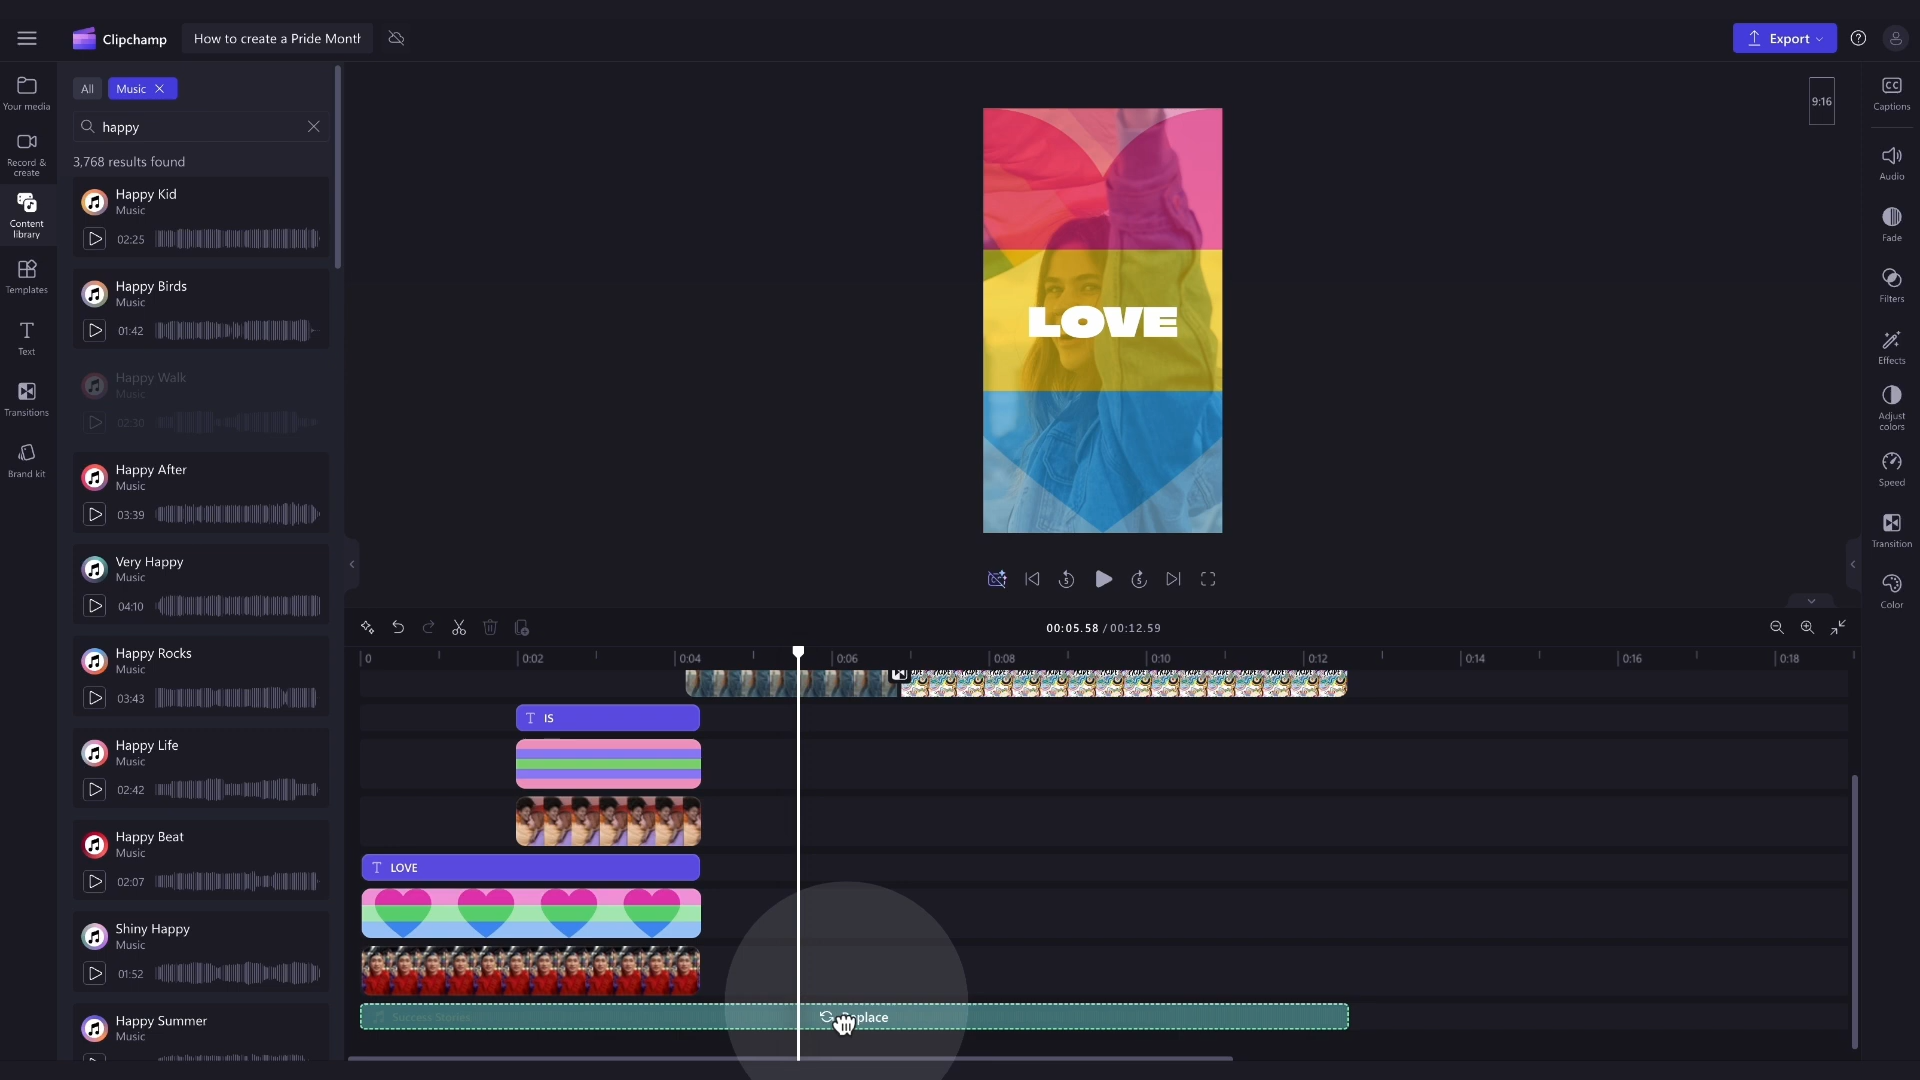 Clipchamp
How to create a Pride Month
Export
Your media
Record & create
Content library
Templates
Text
Transitions
Brand kit
All
Music
happy
3,768 results found
Happy Kid
Music
02:25
Happy Birds
Music
01:42
Happy Walk
Music
02:30
Happy After
Music
03:39
Very Happy
Music
04:10
Happy Rocks
Music
03:43
Happy Life
Music
02:42
Happy Beat
Music
02:07
Shiny Happy
Music
01:52
Happy Summer
Music
9:16
LOVE
5
5
00:05.58 / 00:12.59
0
0:02
0:04
0:06
0:08
0:10
0:12
0:14
0:16
0:18
T IS
T LOVE
Success Stories
CC
Captions
Audio
Fade
Filters
Effects
Adjust colors
Speed
Transition
Color